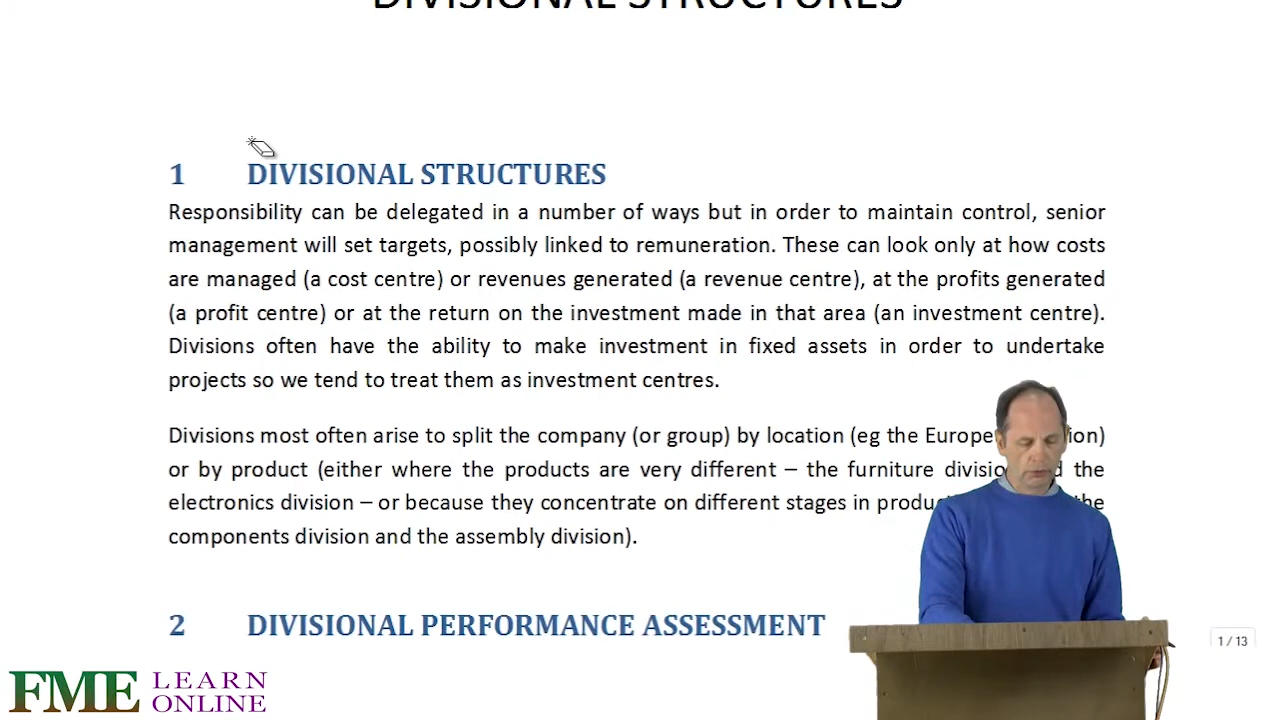 DIVISIONAL STRUCTURES
1 DIVISIONAL STRUCTURES
Responsibility can be delegated in a number of ways but in order to maintain control, senior
management will set targets, possibly linked to remuneration. These can look only at how costs
are managed (a cost centre) or revenues generated (a revenue centre), at the profits generated
(a profit centre) or at the return on the investment made in that area (an investment centre).
Divisions often have the ability to make investment in fixed assets in order to undertake
projects so we tend to treat them as investment centres.
Divisions most often arise to split the company (or group) by location (eg the
or by product (either where the products are very different – the furniture the
electronics division – or because they concentrate on different stages in the
components division and the assembly division).
2 DIVISIONAL PERFORMANCE ASSESSMENT
1 / 13
FME LEARN
ONLINE